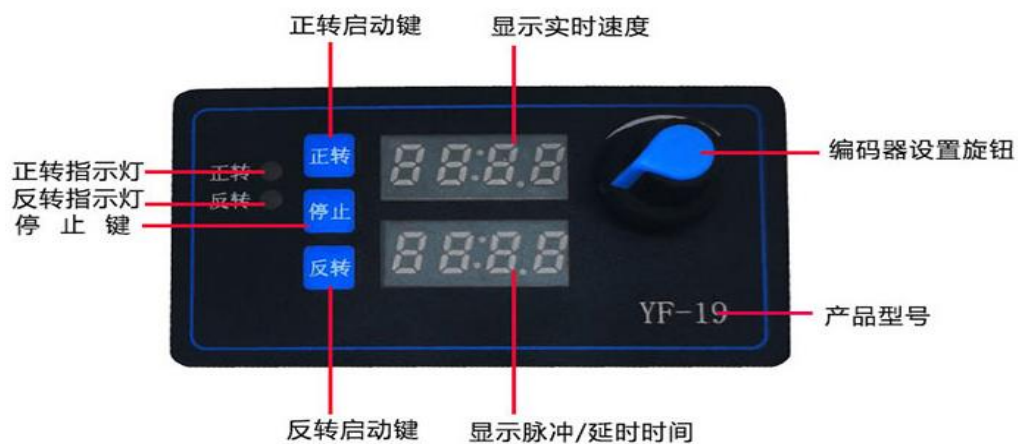 正转启动键
显示实时速度
正转
编码器设置旋钮
正转指示灯
正转
反转指示灯
反转
停止
停 止 键
反转
YF-19
产品型号
反转启动键
显示脉冲/延时时间